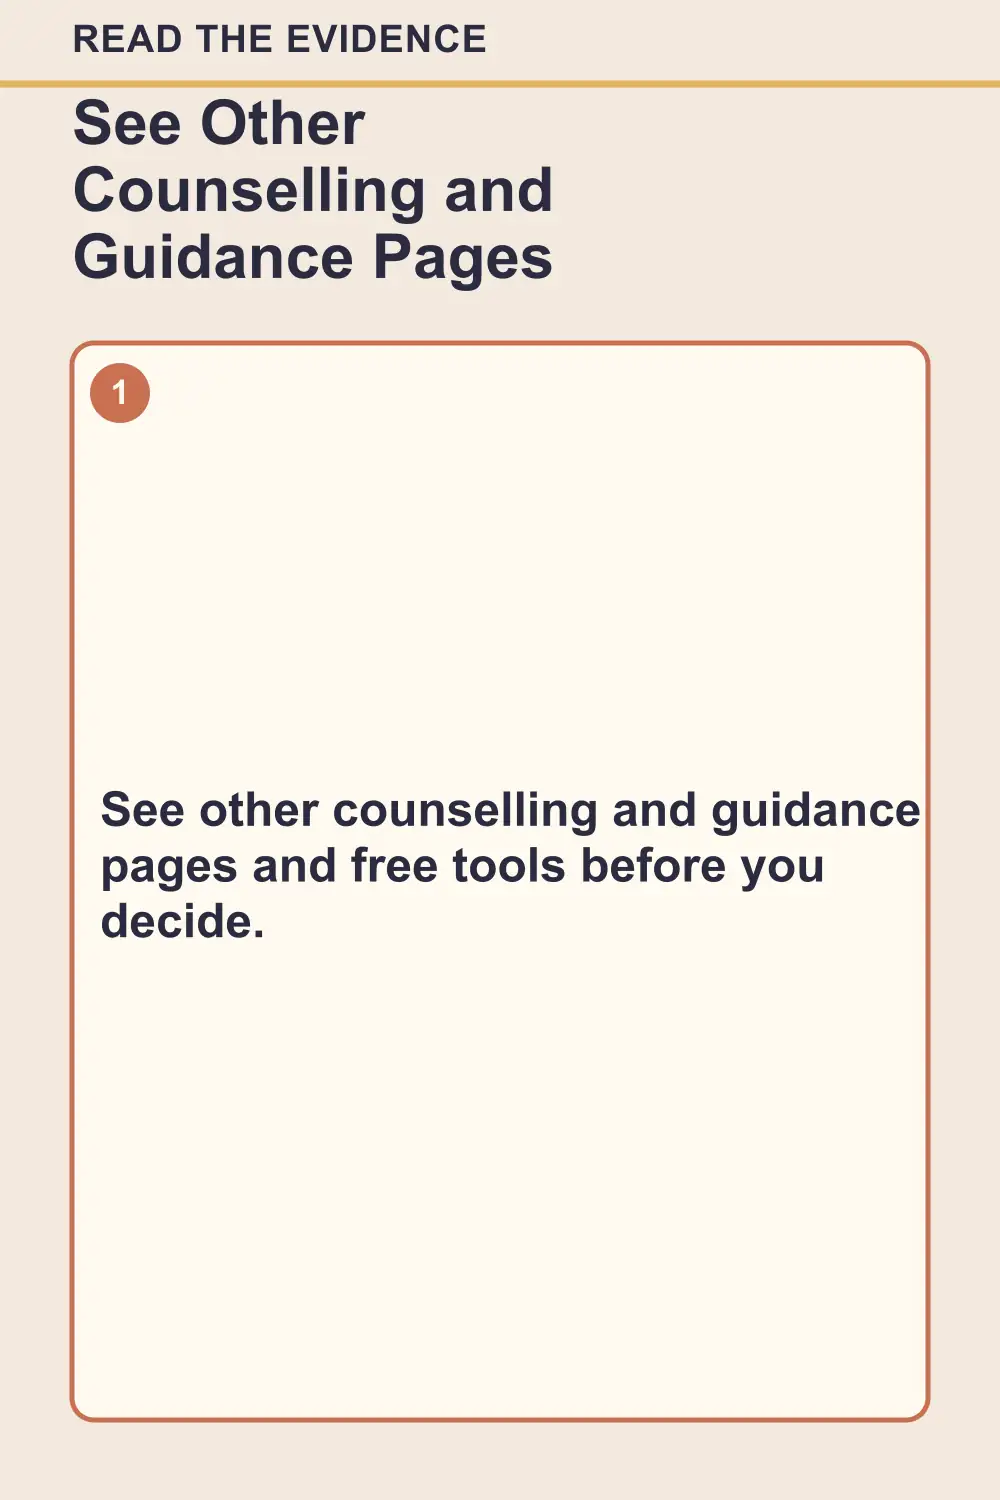 READ THE EVIDENCE
See Other
Counselling and
Guidance Pages
1
See other counselling and guidance
pages and free tools before you
decide.